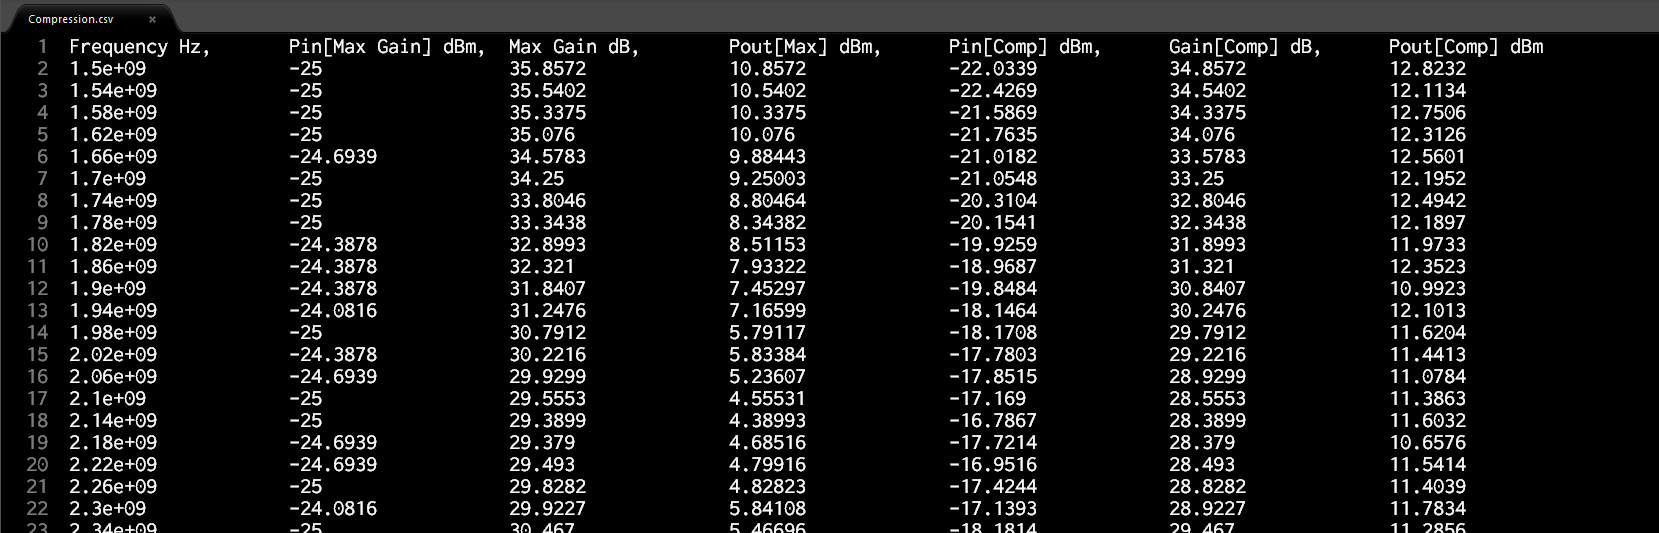 Compression.csv ×
1 Frequency Hz, Pin[Max Gain] dBm, Max Gain dB, Pout[Max] dBm, Pin[Comp] dBm, Gain[Comp] dB, Pout[Comp] dBm
2 1.5e+09 -25 35.8572 10.8572 -22.0339 34.8572 12.8232
3 1.54e+09 -25 35.5402 10.5402 -22.4269 34.5402 12.1134
4 1.58e+09 -25 35.3375 10.3375 -21.5869 34.3375 12.7506
5 1.62e+09 -25 35.076 10.076 -21.7635 34.076 12.3126
6 1.66e+09 -24.6939 34.5783 9.88443 -21.0182 33.5783 12.5601
7 1.7e+09 -25 34.25 9.25003 -21.0548 33.25 12.1952
8 1.74e+09 -25 33.8046 8.80464 -20.3104 32.8046 12.4942
9 1.78e+09 -25 33.3438 8.34382 -20.1541 32.3438 12.1897
10 1.82e+09 -24.3878 32.8993 8.51153 -19.9259 31.8993 11.9733
11 1.86e+09 -24.3878 32.321 7.93322 -18.9687 31.321 12.3523
12 1.9e+09 -24.3878 31.8407 7.45297 -19.8484 30.8407 10.9923
13 1.94e+09 -24.0816 31.2476 7.16599 -18.1464 30.2476 12.1013
14 1.98e+09 -25 30.7912 5.79117 -18.1708 29.7912 11.6204
15 2.02e+09 -24.3878 30.2216 5.83384 -17.7803 29.2216 11.4413
16 2.06e+09 -24.6939 29.9299 5.23607 -17.8515 28.9299 11.0784
17 2.1e+09 -25 29.5553 4.55531 -17.169 28.5553 11.3863
18 2.14e+09 -25 29.3899 4.38993 -16.7867 28.3899 11.6032
19 2.18e+09 -24.6939 29.379 4.68516 -17.7214 28.379 10.6576
20 2.22e+09 -24.6939 29.493 4.79916 -16.9516 28.493 11.5414
21 2.26e+09 -25 29.8282 4.82823 -17.4244 28.8282 11.4039
22 2.3e+09 -24.0816 29.9227 5.84108 -17.1393 28.9227 11.7834
23 2.34e+09 -25 30.467 5.46696 -18.1814 29.467 11.2856